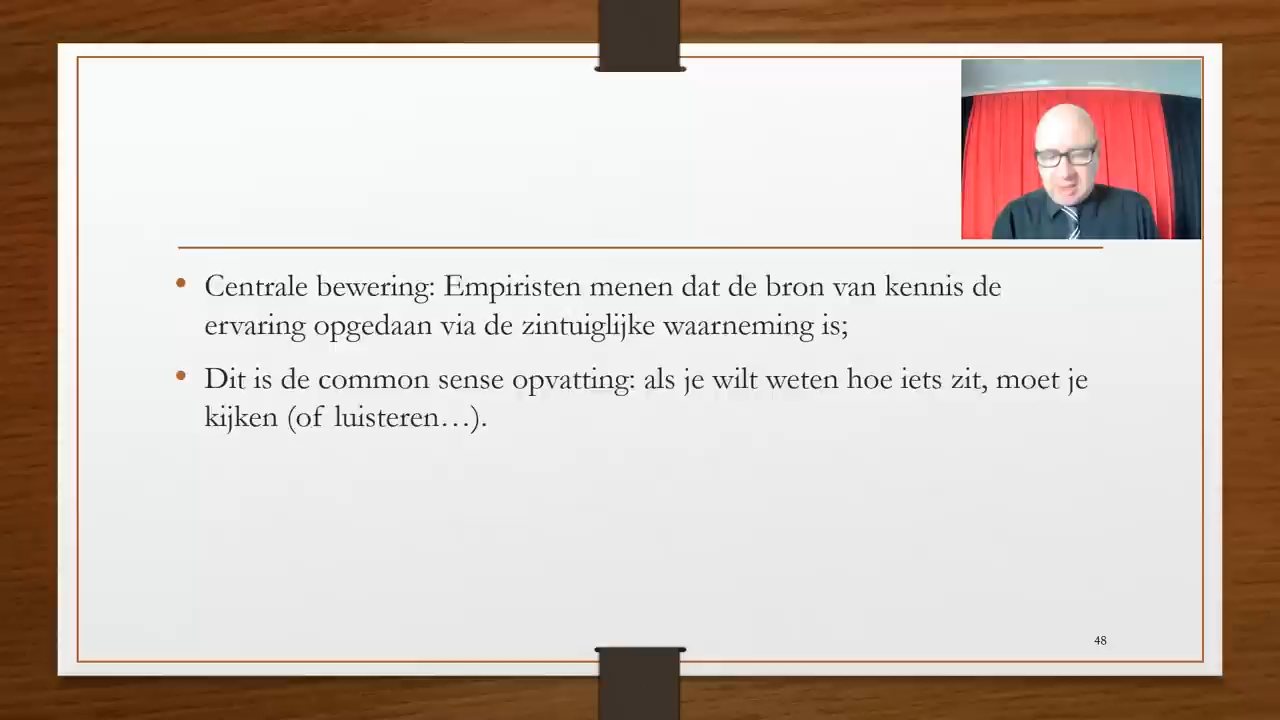 • Centrale bewering: Empiristen menen dat de bron van kennis de
ervaring opgedaan via de zintuiglijke waarneming is;
• Dit is de common sense opvatting: als je wilt weten hoe iets zit, moet je
kijken (of luisteren…).
48